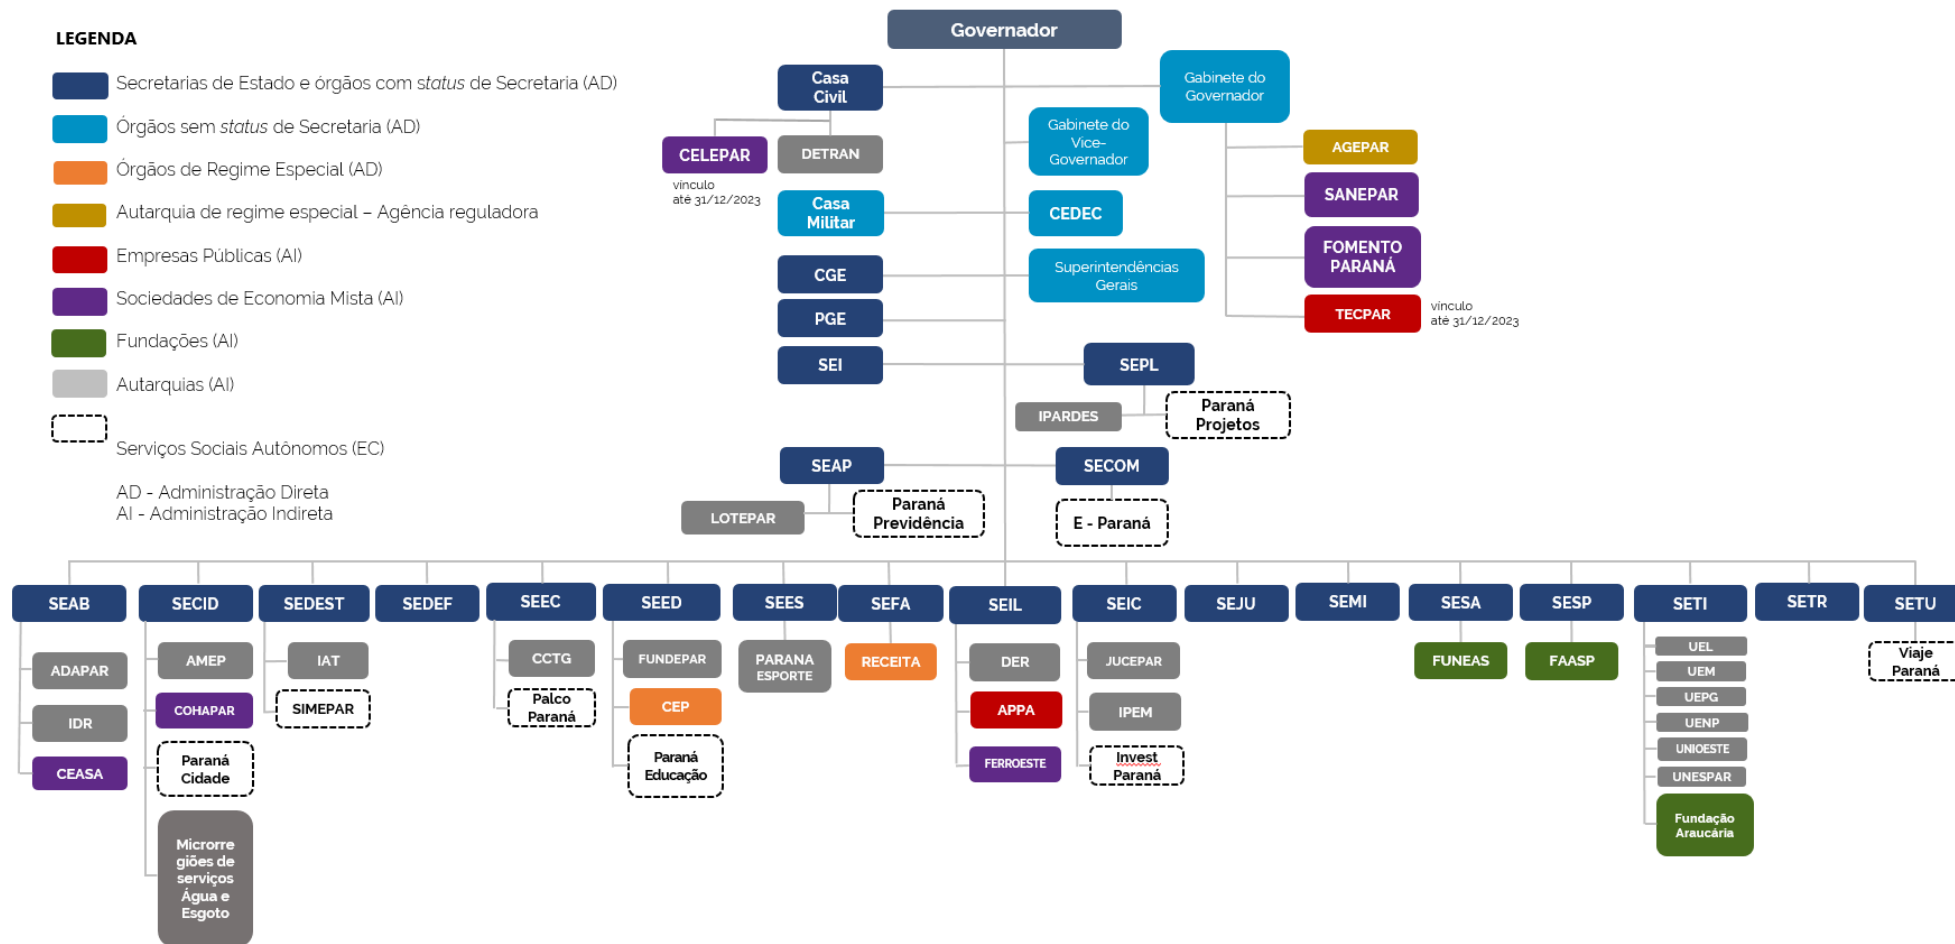 LEGENDA
Secretarias de Estado e órgãos com status de Secretaria (AD)
Órgãos sem status de Secretaria (AD)
Órgãos de Regime Especial (AD)
Autarquia de regime especial – Agência reguladora
Empresas Públicas (AI)
Sociedades de Economia Mista (AI)
Fundações (AI)
Autarquias (AI)
Serviços Sociais Autônomos (EC)
AD - Administração Direta
AI - Administração Indireta
Governador
Casa
Civil
Gabinete do
Governador
CELEPAR
vínculo
até 31/12/2023
DETRAN
Gabinete do
Vice-
Governador
AGEPAR
SANEPAR
FOMENTO
PARANÁ
TECPAR
vínculo
até 31/12/2023
Casa
Militar
CEDEC
CGE
Superintendências
Gerais
PGE
SEI
SEPL
IPARDES
Paraná
Projetos
SEAP
SECOM
LOTEPAR
Paraná
Previdência
E - Paraná
SEAB
ADAPAR
IDR
CEASA
SECID
AMEP
COHAPAR
Paraná
Cidade
Microrre
giões de
serviços
Água e
Esgoto
SEDEST
IAT
SIMEPAR
SEDEF
SEEC
CCTG
Palco
Paraná
SEED
FUNDEPAR
CEP
Paraná
Educação
SEES
PARANA
ESPORTE
SEFA
RECEITA
SEIL
DER
APPA
FERROESTE
SEIC
JUCEPAR
IPEM
Invest
Paraná
SEJU
SEMI
SESA
FUNEAS
SESP
FAASP
SETI
UEL
UEM
UEPG
UENP
UNIOESTE
UNESPAR
Fundação
Araucária
SETR
SETU
Viaje
Paraná